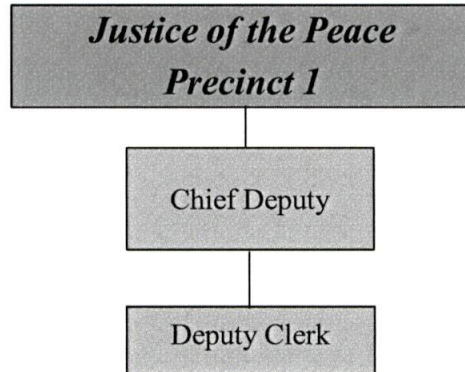 Justice of the Peace
Precinct 1
Chief Deputy
Deputy Clerk